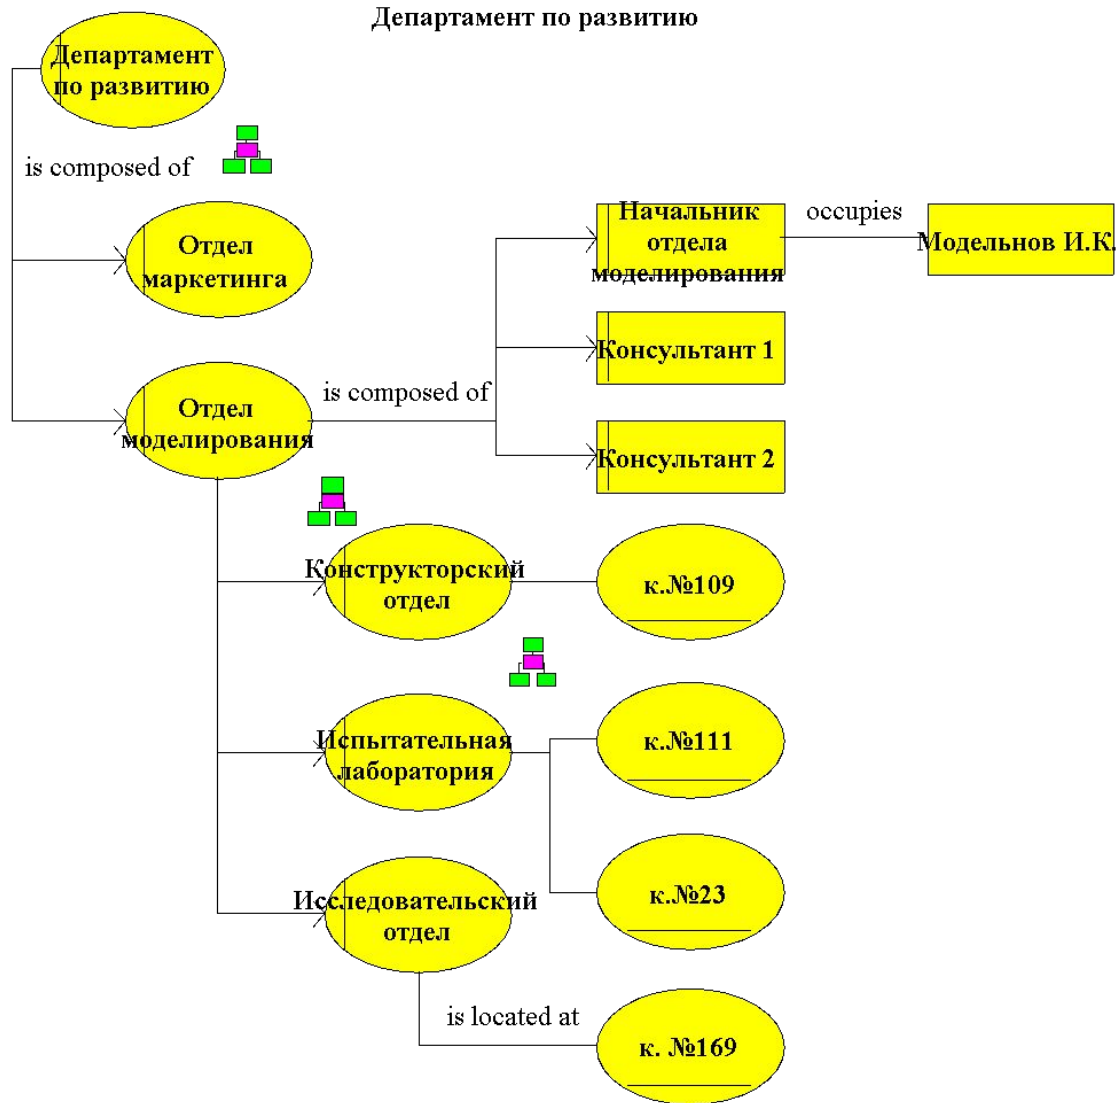 Департамент по развитию
Департамент
по развитию
is composed of
Отдел
маркетинга
Начальник
отдела
моделирования
occupies
Модельнов И.К.
Консультант 1
Отдел
моделирования
is composed of
Консультант 2
Конструкторский
отдел
к.№109
Испытательная
лаборатория
к.№111
к.№23
Исследовательский
отдел
is located at
к. №169